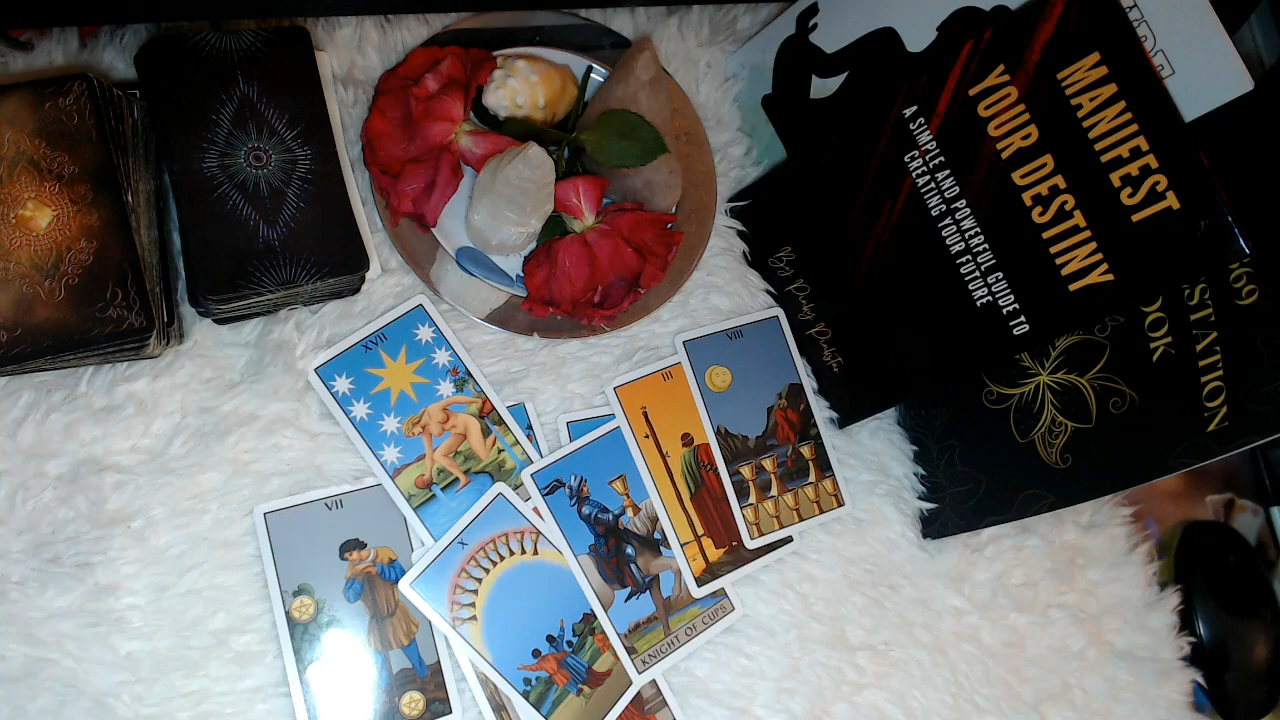 MANIFEST
YOUR DESTINY
A SIMPLE AND POWERFUL GUIDE TO
CREATING YOUR FUTURE
369
STATION
OOK
XVII
VIII
III
VII
X
KNIGHT OF CUPS